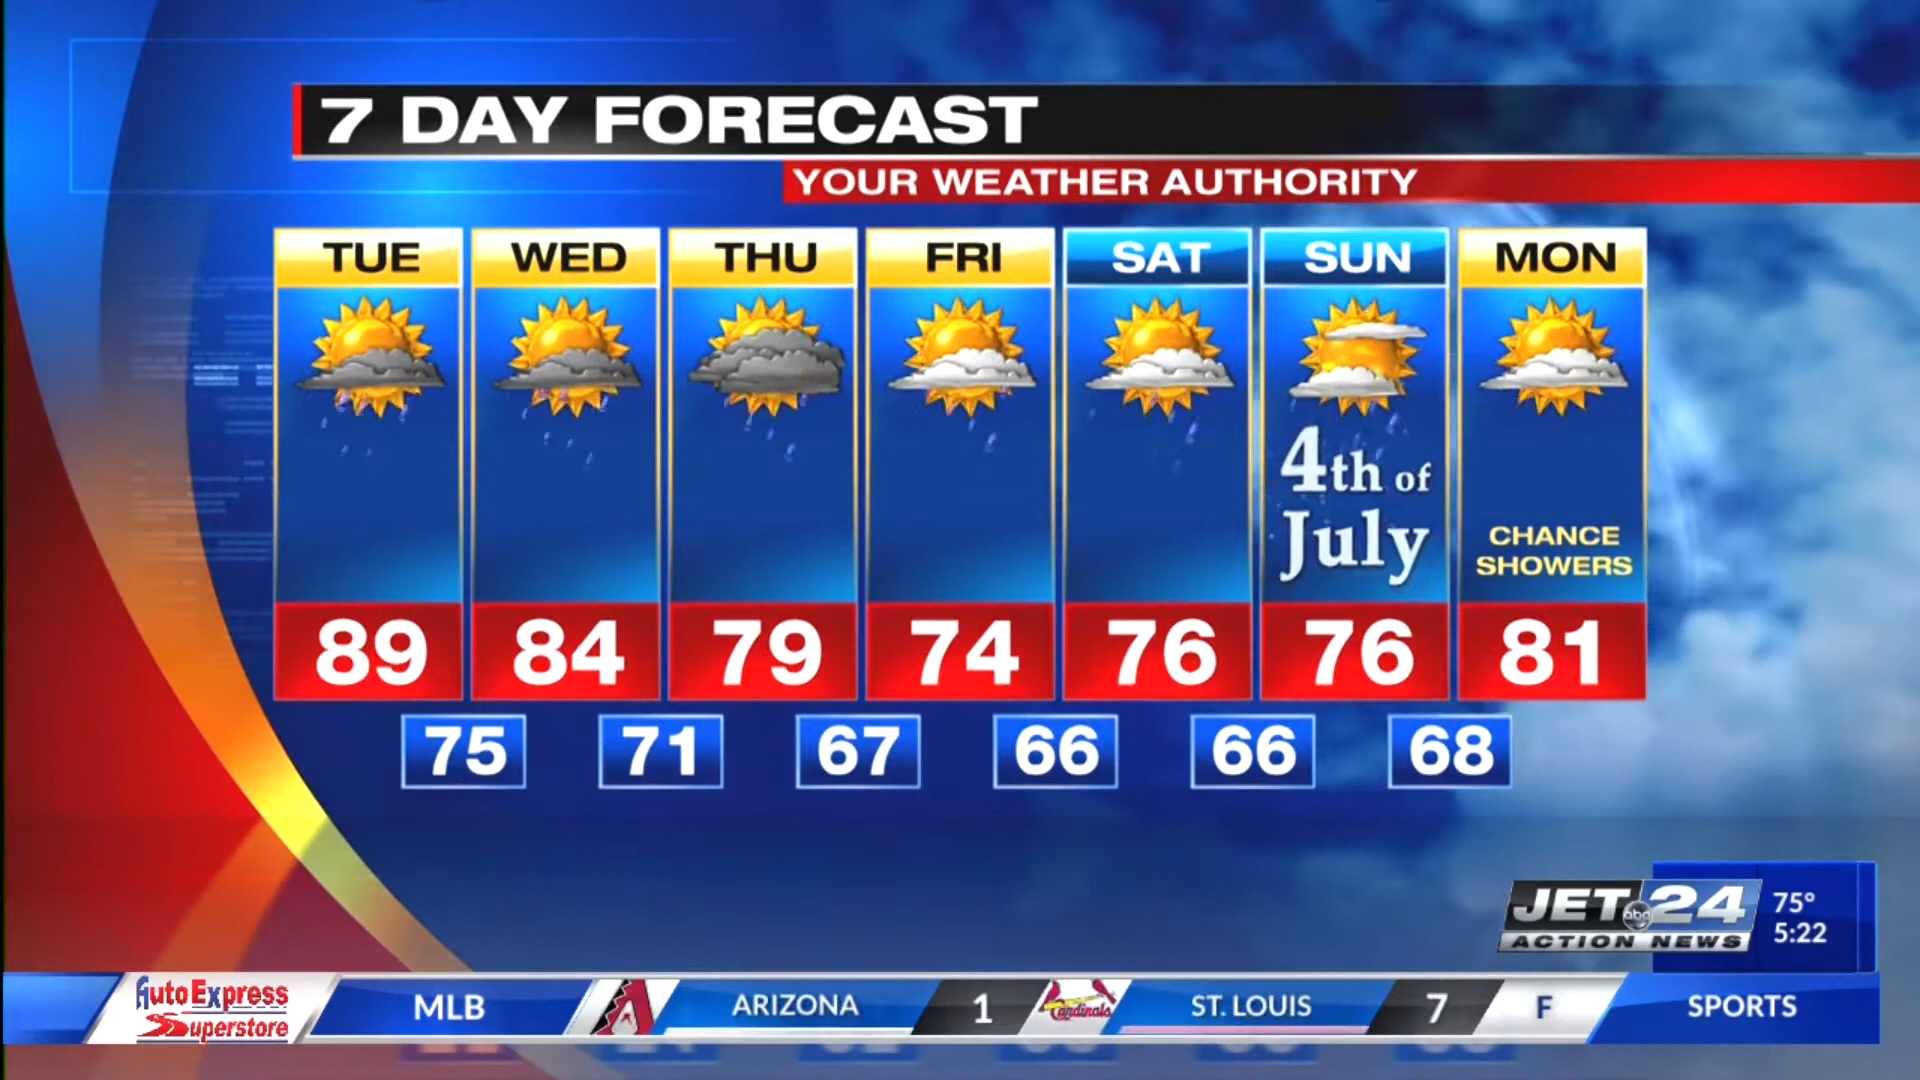 7 DAY FORECAST
YOUR WEATHER AUTHORITY
TUE WED THU FRI SAT SUN MON
4th of
July
CHANCE
SHOWERS
89 84 79 74 76 76 81
75 71 67 66 66 68
JET abc 24
ACTION NEWS
75°
5:22
AutoExpress
Superstore
MLB ARIZONA 1 Cardinals ST. LOUIS 7 F SPORTS